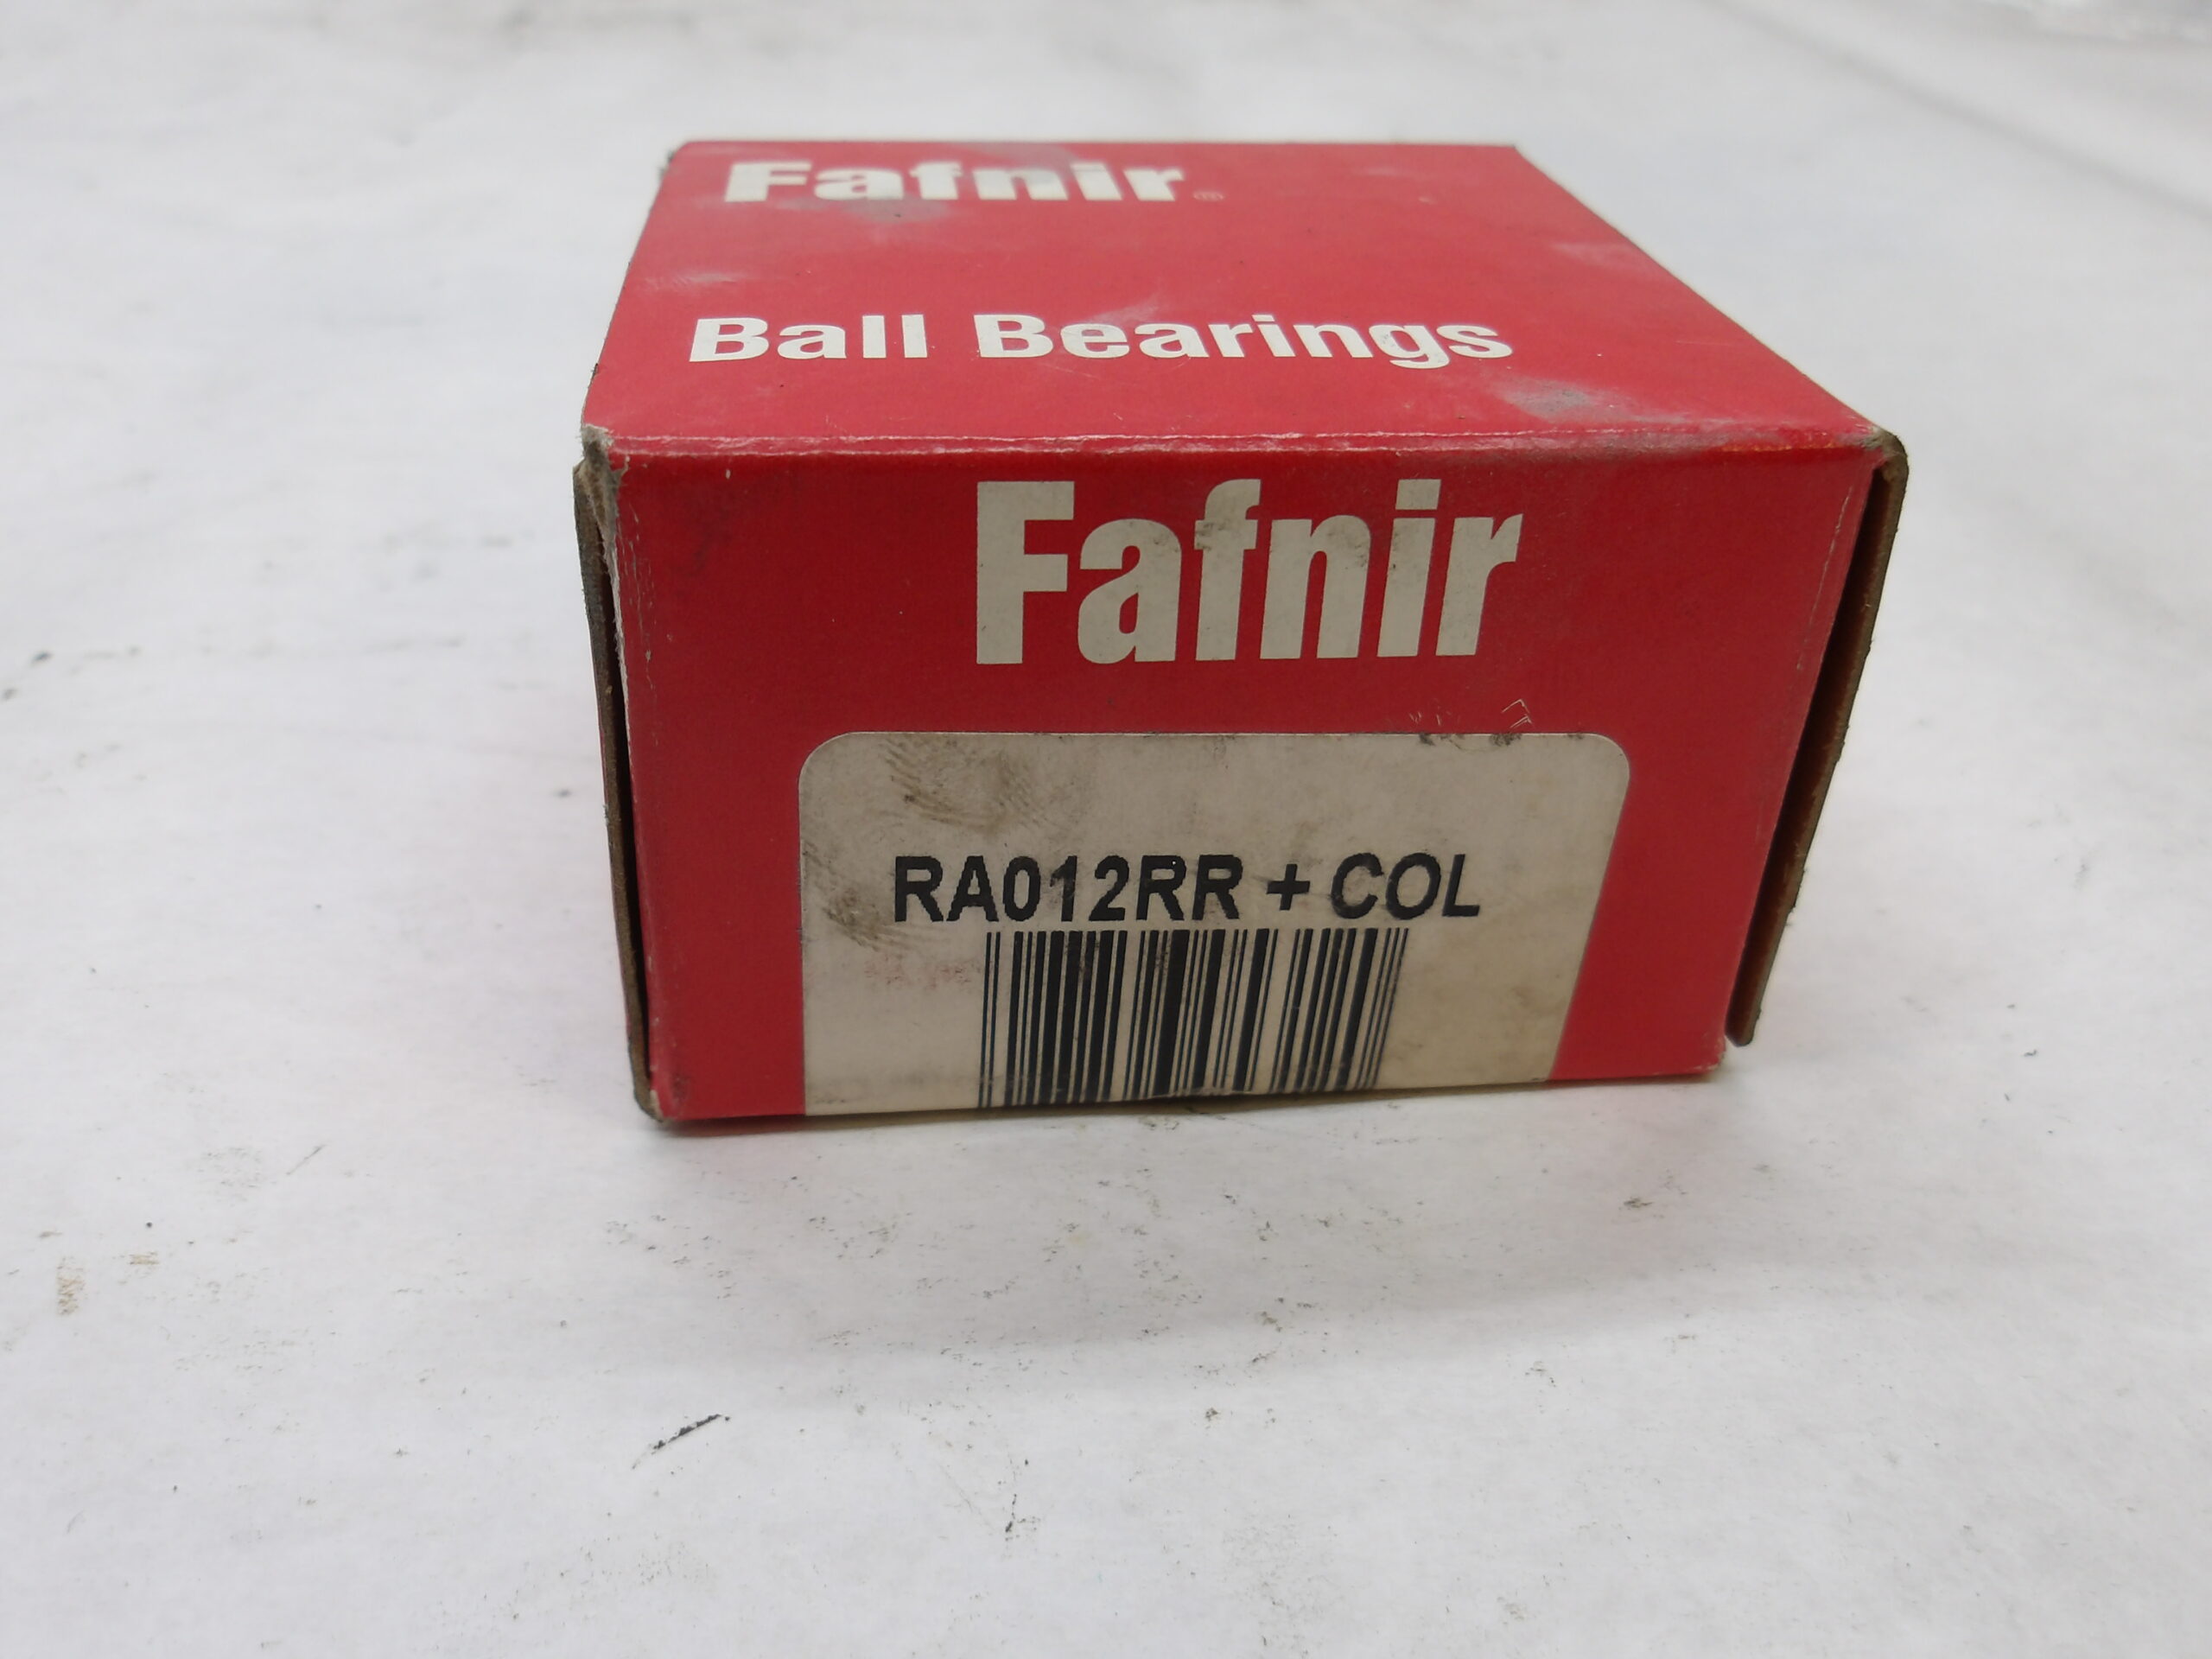 Fafnir®
Ball Bearings
Fafnir
RA012RR + COL